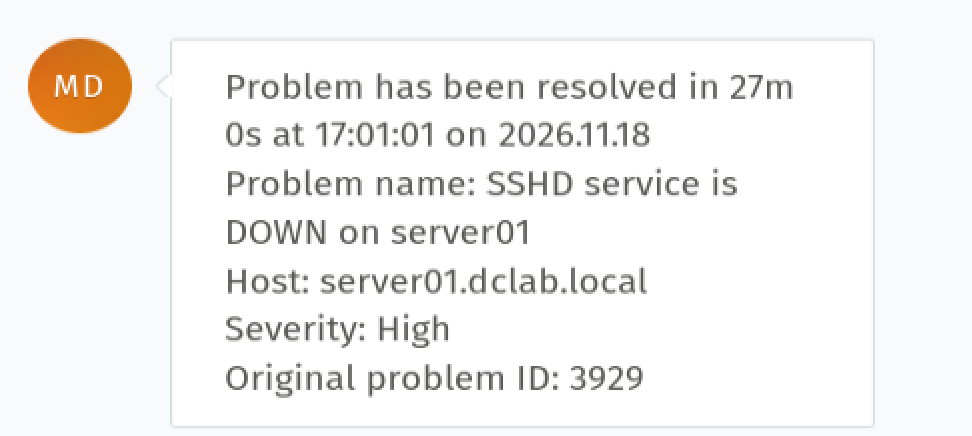 MD
Problem has been resolved in 27m
0s at 17:01:01 on 2026.11.18
Problem name: SSHD service is
DOWN on server01
Host: server01.dclab.local
Severity: High
Original problem ID: 3929